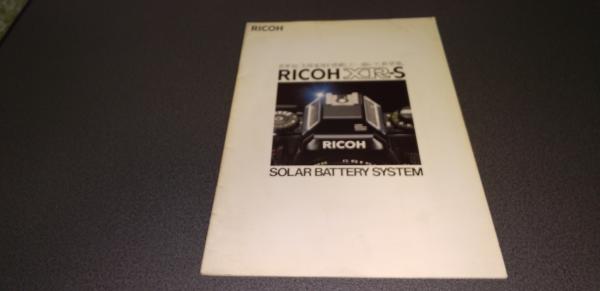 RICOH
RICOH XR-S
RICOH
SOLAR BATTERY SYSTEM